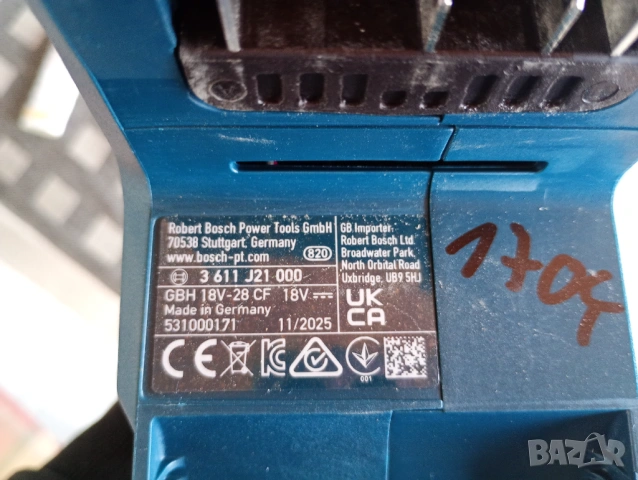 Robert Bosch Power Tools GmbH
70538 Stuttgart, Germany
www.bosch-pt.com
820
3 611 J21 000
GBH 18V-28 CF 18V
Made in Germany
531000171 11/2025
GB Importer:
Robert Bosch Ltd.
Broadwater Park,
North Orbital Road
Uxbridge, UB9 5HJ
UK
CA
CE
001
BAZAR.bg